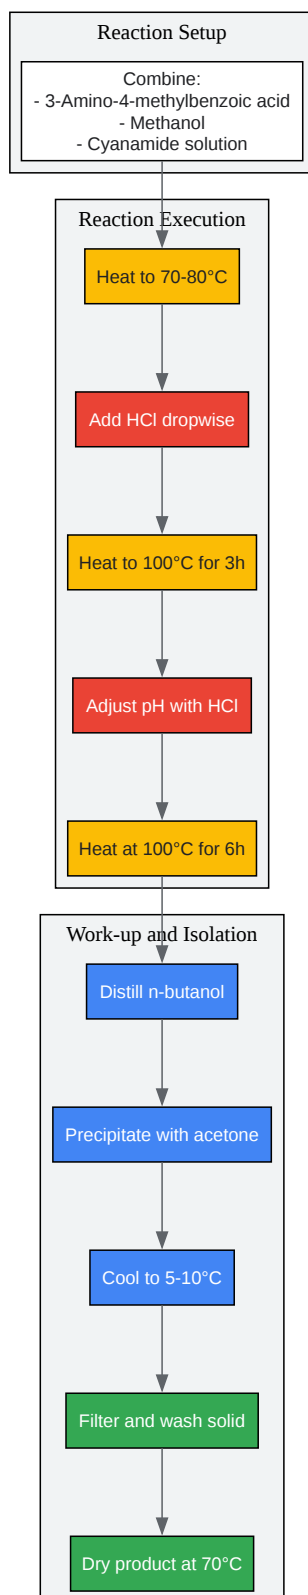 Reaction Setup
Combine:
- 3-Amino-4-methylbenzoic acid
- Methanol
- Cyanamide solution
Reaction Execution
Heat to 70-80°C
Add HCl dropwise
Heat to 100°C for 3h
Adjust pH with HCl
Heat at 100°C for 6h
Work-up and Isolation
Distill n-butanol
Precipitate with acetone
Cool to 5-10°C
Filter and wash solid
Dry product at 70°C